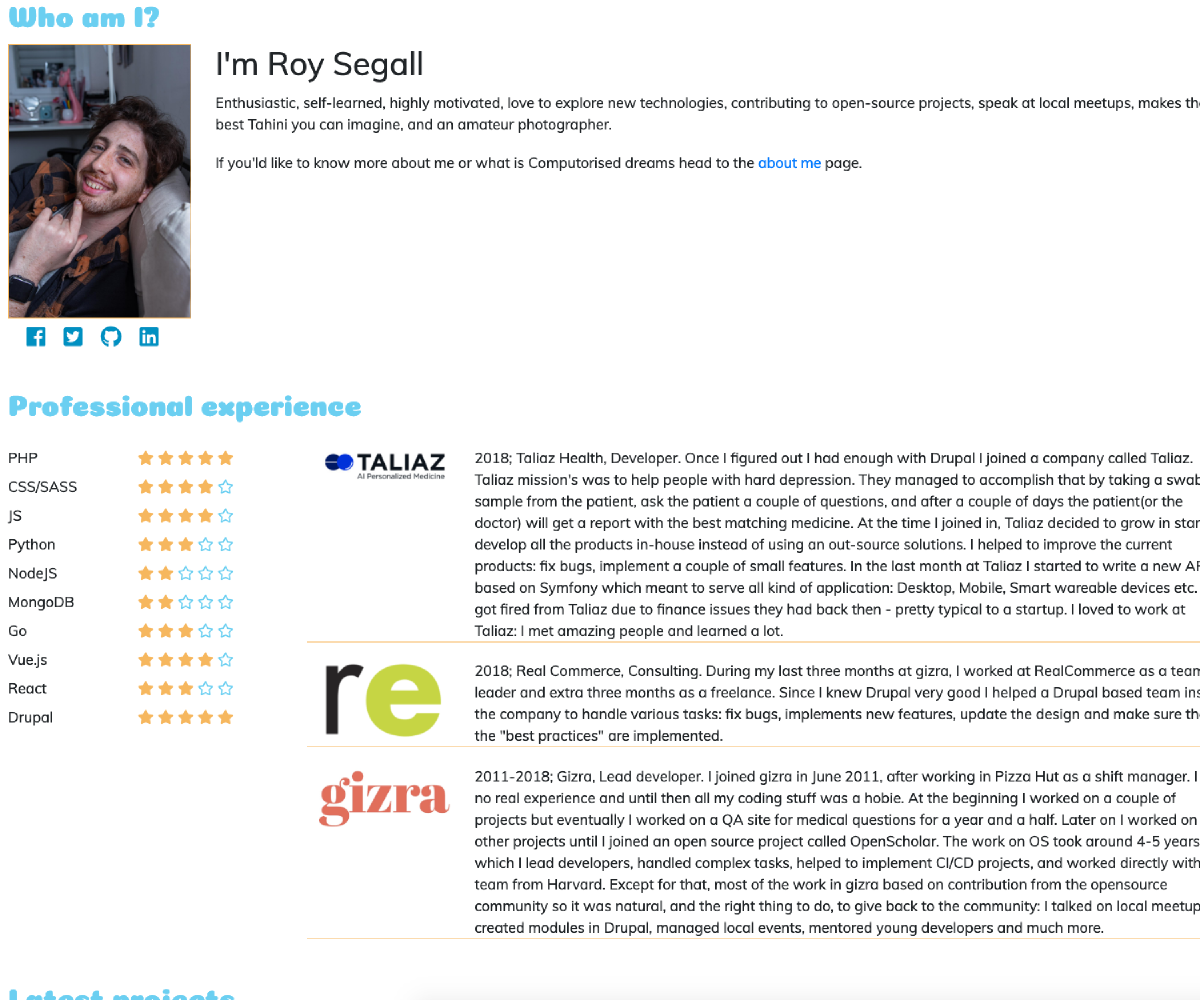 Who am I?
I'm Roy Segall
Enthusiastic, self-learned, highly motivated, love to explore new technologies, contributing to open-source projects, speak at local meetups, makes
best Tahini you can imagine, and an amateur photographer.
If you'ld like to know more about me or what is Computorised dreams head to the about me page.
Professional experience
PHP
CSS/SASS
JS
Python
NodeJS
MongoDB
Go
Vue.js
React
Drupal
TALIAZ
AI Personalized Medicine
2018; Taliaz Health, Developer. Once I figured out I had enough with Drupal I joined a company called Taliaz.
Taliaz mission's was to help people with hard depression. They managed to accomplish that by taking a swab
sample from the patient, ask the patient a couple of questions, and after a couple of days the patient(or the
doctor) will get a report with the best matching medicine. At the time I joined in, Taliaz decided to grow in
develop all the products in-house instead of using an out-source solutions. I helped to improve the current
products: fix bugs, implement a couple of small features. In the last month at Taliaz I started to write a new
based on Symfony which meant to serve all kind of application: Desktop, Mobile, Smart wareable devices etc.
got fired from Taliaz due to finance issues they had back then - pretty typical to a startup. I loved to work at
Taliaz: I met amazing people and learned a lot.
re
2018; Real Commerce, Consulting. During my last three months at gizra, I worked at RealCommerce as a team
leader and extra three months as a freelance. Since I knew Drupal very good I helped a Drupal based team
the company to handle various tasks: fix bugs, implements new features, update the design and make sure
the "best practices" are implemented.
gizra
2011-2018; Gizra, Lead developer. I joined gizra in June 2011, after working in Pizza Hut as a shift manager. I
no real experience and until then all my coding stuff was a hobie. At the beginning I worked on a couple of
projects but eventually I worked on a QA site for medical questions for a year and a half. Later on I worked on
other projects until I joined an open source project called OpenScholar. The work on OS took around 4-5 years
which I lead developers, handled complex tasks, helped to implement CI/CD projects, and worked directly with
team from Harvard. Except for that, most of the work in gizra based on contribution from the opensource
community so it was natural, and the right thing to do, to give back to the community: I talked on local
created modules in Drupal, managed local events, mentored young developers and much more.
Latest projects